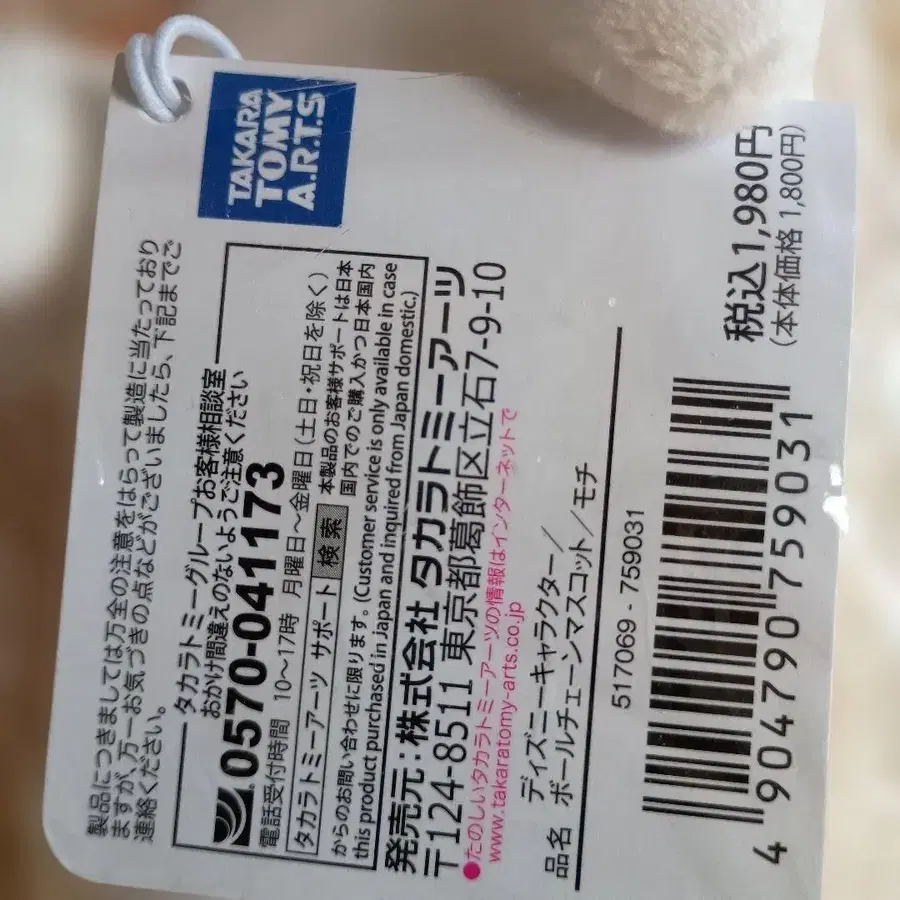 TAKARA
TOMY
A.R.T.S
製品につきましては万全の注意をはらって製造に当たっており
ますが、万一お気づきの点などがございましたら、下記までご
連絡ください。
タカラトミーグループお客様相談室
おかけ間違えのないようご注意ください
0570-041173
電話受付時間 10〜17時 月曜日〜金曜日(土日・祝日を除く)
タカラトミーアーツ サポート 検索
本製品のお客様サポートは日本
国内でのご購入かつ日本国内
からのお問い合わせに限ります。(Customer service is only available in case
this product purchased in Japan and inquired from Japan domestic.)
発売元:株式会社タカラトミーアーツ
〒124-8511 東京都葛飾区立石7-9-10
●たのしいタカラトミーアーツの情報はインターネットで
www.takaratomy-arts.co.jp
品名 ディズニーキャラクター/
ボールチェーンマスコット/モチ
517069 - 759031
4 904790 759031
税込1,980円
(本体価格 1,800円)